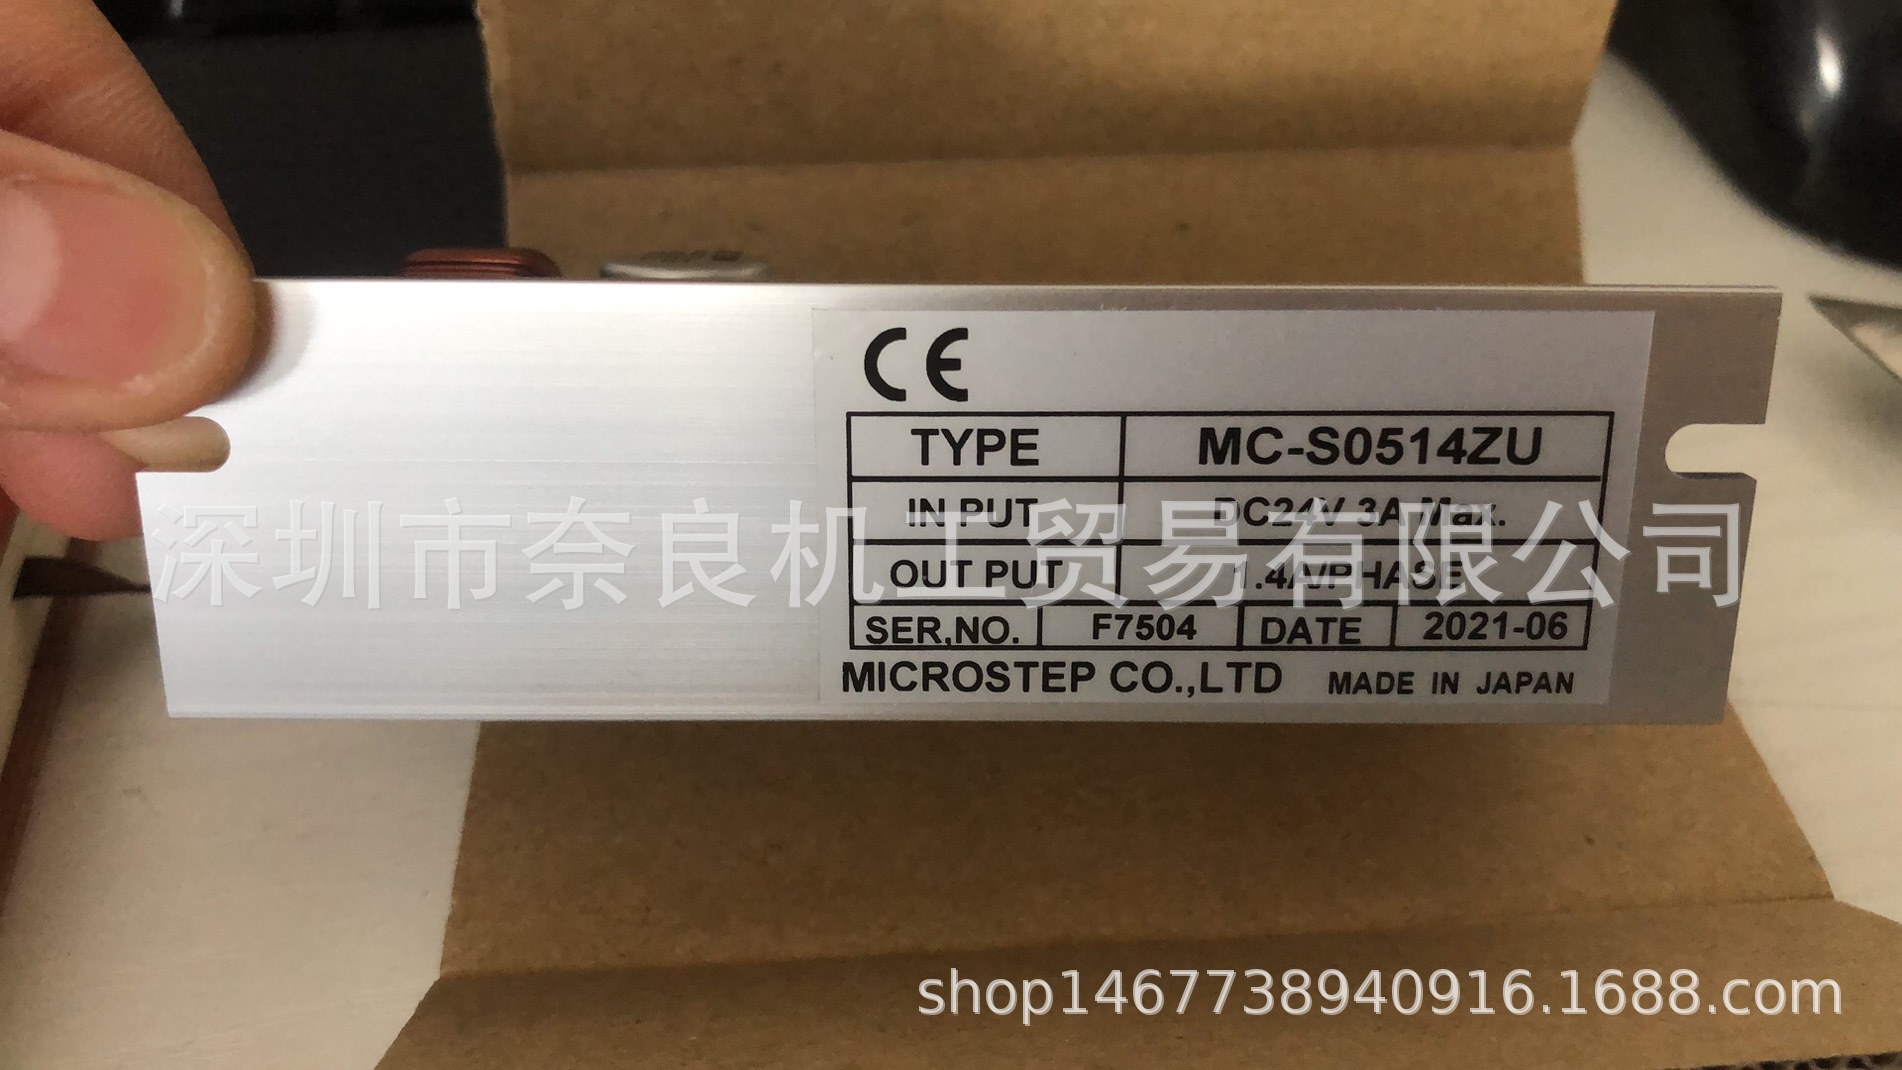 CE
TYPE MC-S0514ZU
IN PUT DC24V 3A Max.
OUT PUT 1.4A/PHASE
SER.NO. F7504 DATE 2021-06
MICROSTEP CO.,LTD MADE IN JAPAN
深圳市奈良机工贸易有限公司
shop1467738940916.1688.com